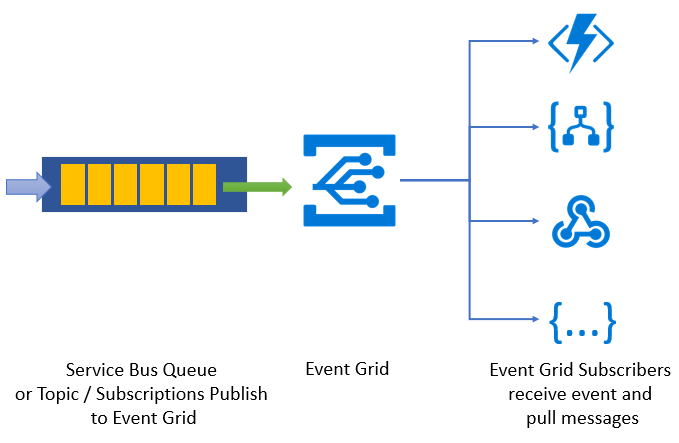 {...}
Service Bus Queue
or Topic / Subscriptions Publish
to Event Grid
Event Grid
Event Grid Subscribers
receive event and
pull messages